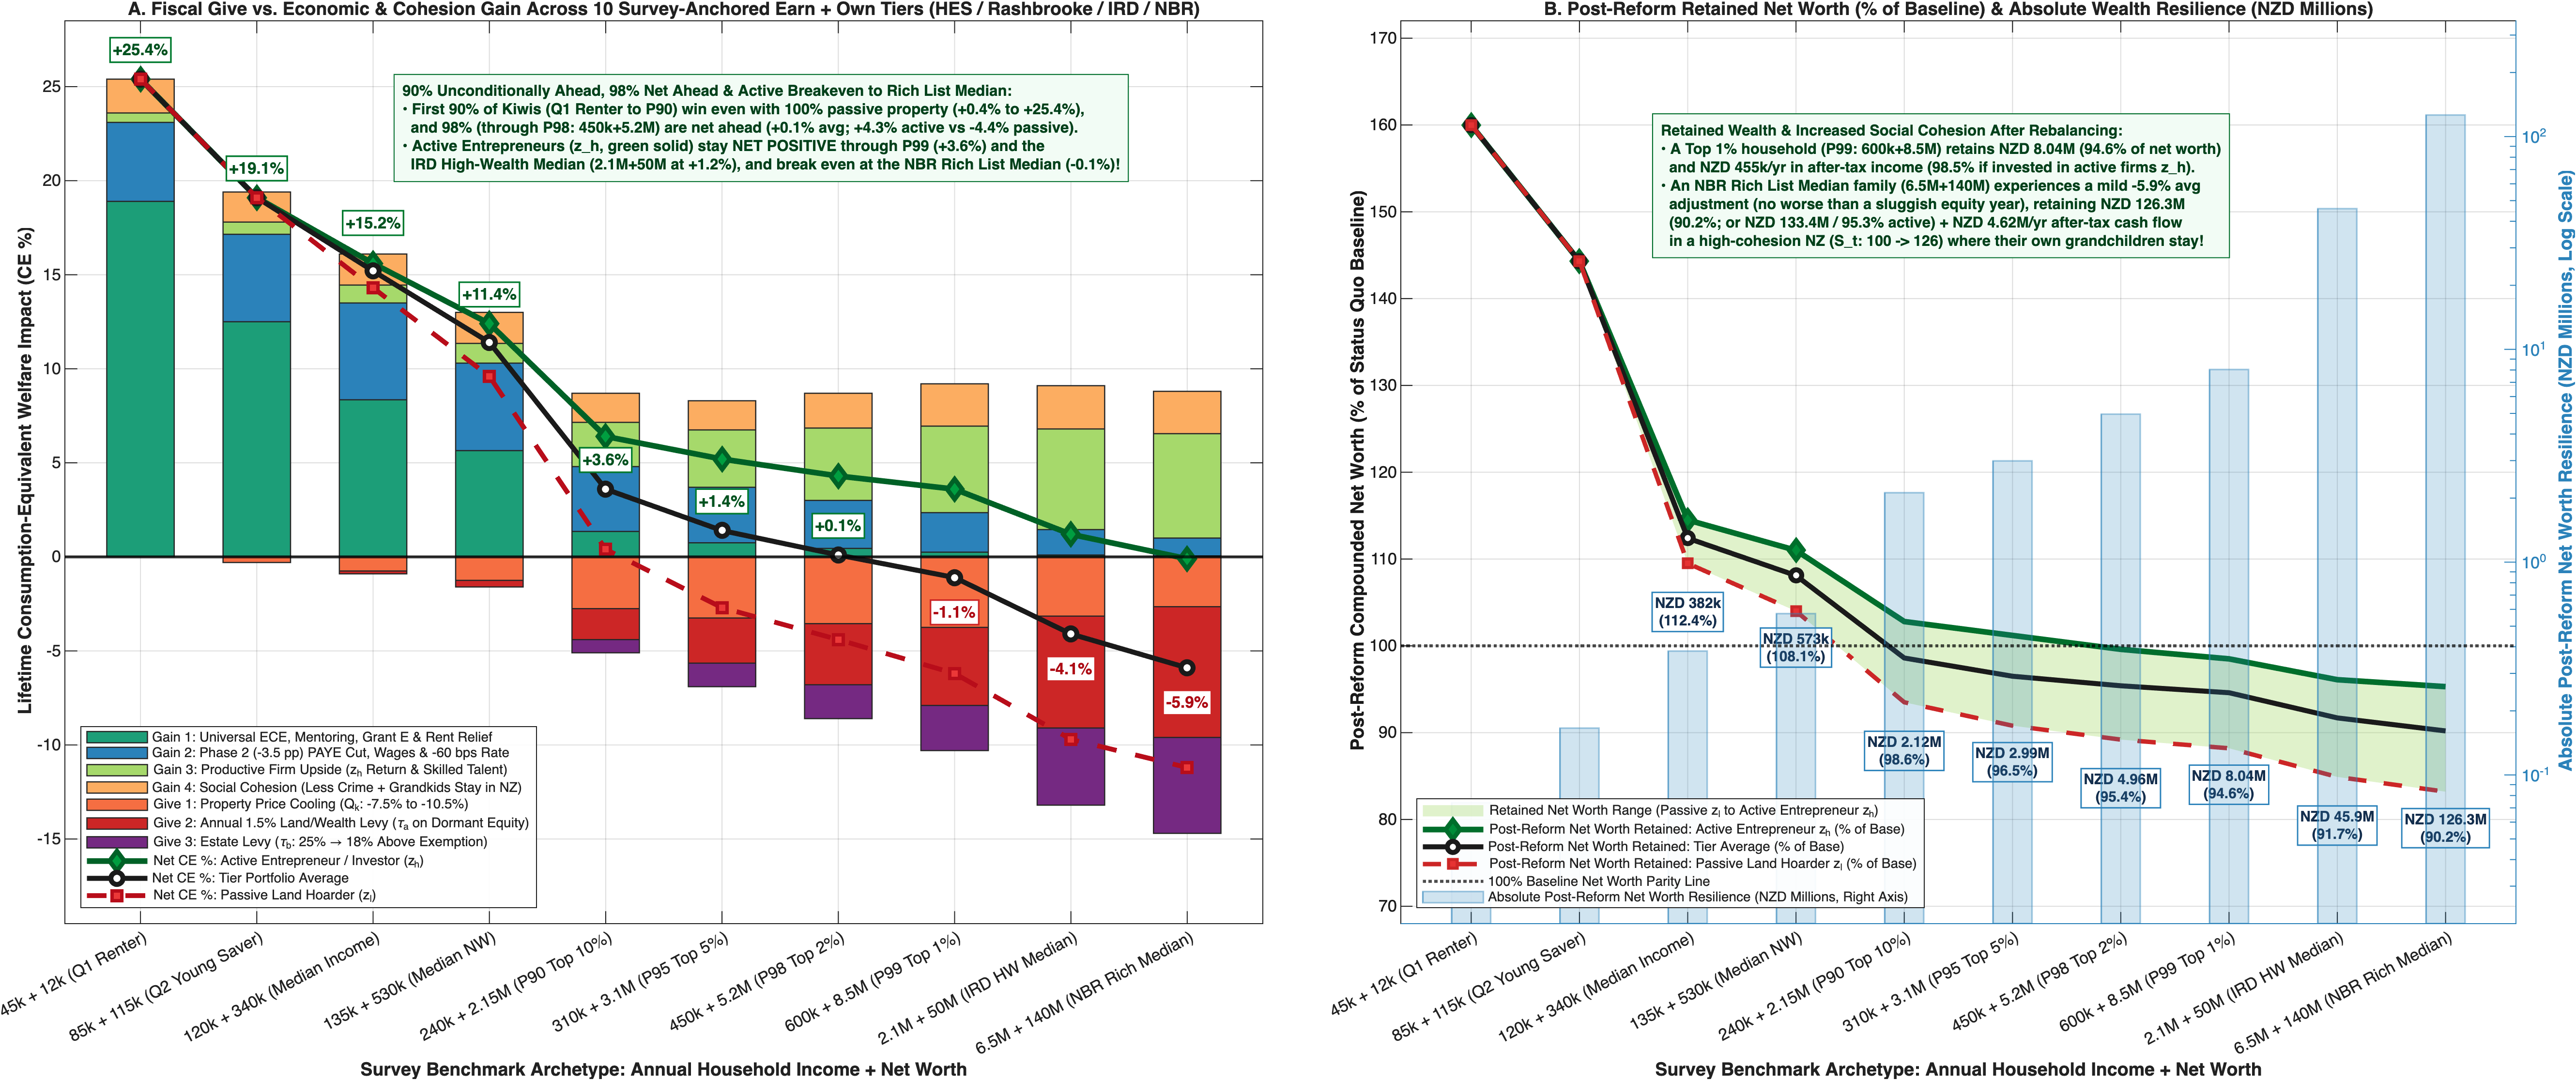 A. Fiscal Give vs. Economic & Cohesion Gain Across 10 Survey-Anchored Earn + Own Tiers (HES / Rashbrooke / IRD / NBR)
Lifetime Consumption-Equivalent Welfare Impact (CE %)
25
20
15
10
5
0
-5
-10
-15
+25.4%
+19.1%
+15.2%
+11.4%
+3.6%
+1.4%
+0.1%
-1.1%
-4.1%
-5.9%
90% Unconditionally Ahead, 98% Net Ahead & Active Breakeven to Rich List Median:
• First 90% of Kiwis (Q1 Renter to P90) win even with 100% passive property (+0.4% to +25.4%),
and 98% (through P98: 450k+5.2M) are net ahead (+0.1% avg; +4.3% active vs -4.4% passive).
• Active Entrepreneurs (z_h, green solid) stay NET POSITIVE through P99 (+3.6%) and the
IRD High-Wealth Median (2.1M+50M at +1.2%), and break even at the NBR Rich List Median (-0.1%)!
Gain 1: Universal ECE, Mentoring, Grant E & Rent Relief
Gain 2: Phase 2 (-3.5 pp) PAYE Cut, Wages & -60 bps Rate
Gain 3: Productive Firm Upside (zh Return & Skilled Talent)
Gain 4: Social Cohesion (Less Crime + Grandkids Stay in NZ)
Give 1: Property Price Cooling (Qk: -7.5% to -10.5%)
Give 2: Annual 1.5% Land/Wealth Levy (τa on Dormant Equity)
Give 3: Estate Levy (τb: 25% → 18% Above Exemption)
Net CE %: Active Entrepreneur / Investor (zh)
Net CE %: Tier Portfolio Average
Net CE %: Passive Land Hoarder (zl)
45k + 12k (Q1 Renter)
85k + 115k (Q2 Young Saver)
120k + 340k (Median Income)
135k + 530k (Median NW)
240k + 2.15M (P90 Top 10%)
310k + 3.1M (P95 Top 5%)
450k + 5.2M (P98 Top 2%)
600k + 8.5M (P99 Top 1%)
2.1M + 50M (IRD HW Median)
6.5M + 140M (NBR Rich Median)
Survey Benchmark Archetype: Annual Household Income + Net Worth
B. Post-Reform Retained Net Worth (% of Baseline) & Absolute Wealth Resilience (NZD Millions)
Post-Reform Compounded Net Worth (% of Status Quo Baseline)
170
160
150
140
130
120
110
100
90
80
70
Retained Wealth & Increased Social Cohesion After Rebalancing:
• A Top 1% household (P99: 600k+8.5M) retains NZD 8.04M (94.6% of net worth)
and NZD 455k/yr in after-tax income (98.5% if invested in active firms z_h).
• An NBR Rich List Median family (6.5M+140M) experiences a mild -5.9% avg
adjustment (no worse than a sluggish equity year), retaining NZD 126.3M
(90.2%; or NZD 133.4M / 95.3% active) + NZD 4.62M/yr after-tax cash flow
in a high-cohesion NZ (S_t: 100 -> 126) where their own grandchildren stay!
NZD 382k
(112.4%)
NZD 573k
(108.1%)
NZD 2.12M
(98.6%)
NZD 2.99M
(96.5%)
NZD 4.96M
(95.4%)
NZD 8.04M
(94.6%)
NZD 45.9M
(91.7%)
NZD 126.3M
(90.2%)
Retained Net Worth Range (Passive zl to Active Entrepreneur zh)
Post-Reform Net Worth Retained: Active Entrepreneur zh (% of Base)
Post-Reform Net Worth Retained: Tier Average (% of Base)
Post-Reform Net Worth Retained: Passive Land Hoarder zl (% of Base)
100% Baseline Net Worth Parity Line
Absolute Post-Reform Net Worth Resilience (NZD Millions, Right Axis)
10²
10¹
10⁰
10⁻¹
Absolute Post-Reform Net Worth Resilience (NZD Millions, Log Scale)
45k + 12k (Q1 Renter)
85k + 115k (Q2 Young Saver)
120k + 340k (Median Income)
135k + 530k (Median NW)
240k + 2.15M (P90 Top 10%)
310k + 3.1M (P95 Top 5%)
450k + 5.2M (P98 Top 2%)
600k + 8.5M (P99 Top 1%)
2.1M + 50M (IRD HW Median)
6.5M + 140M (NBR Rich Median)
Survey Benchmark Archetype: Annual Household Income + Net Worth